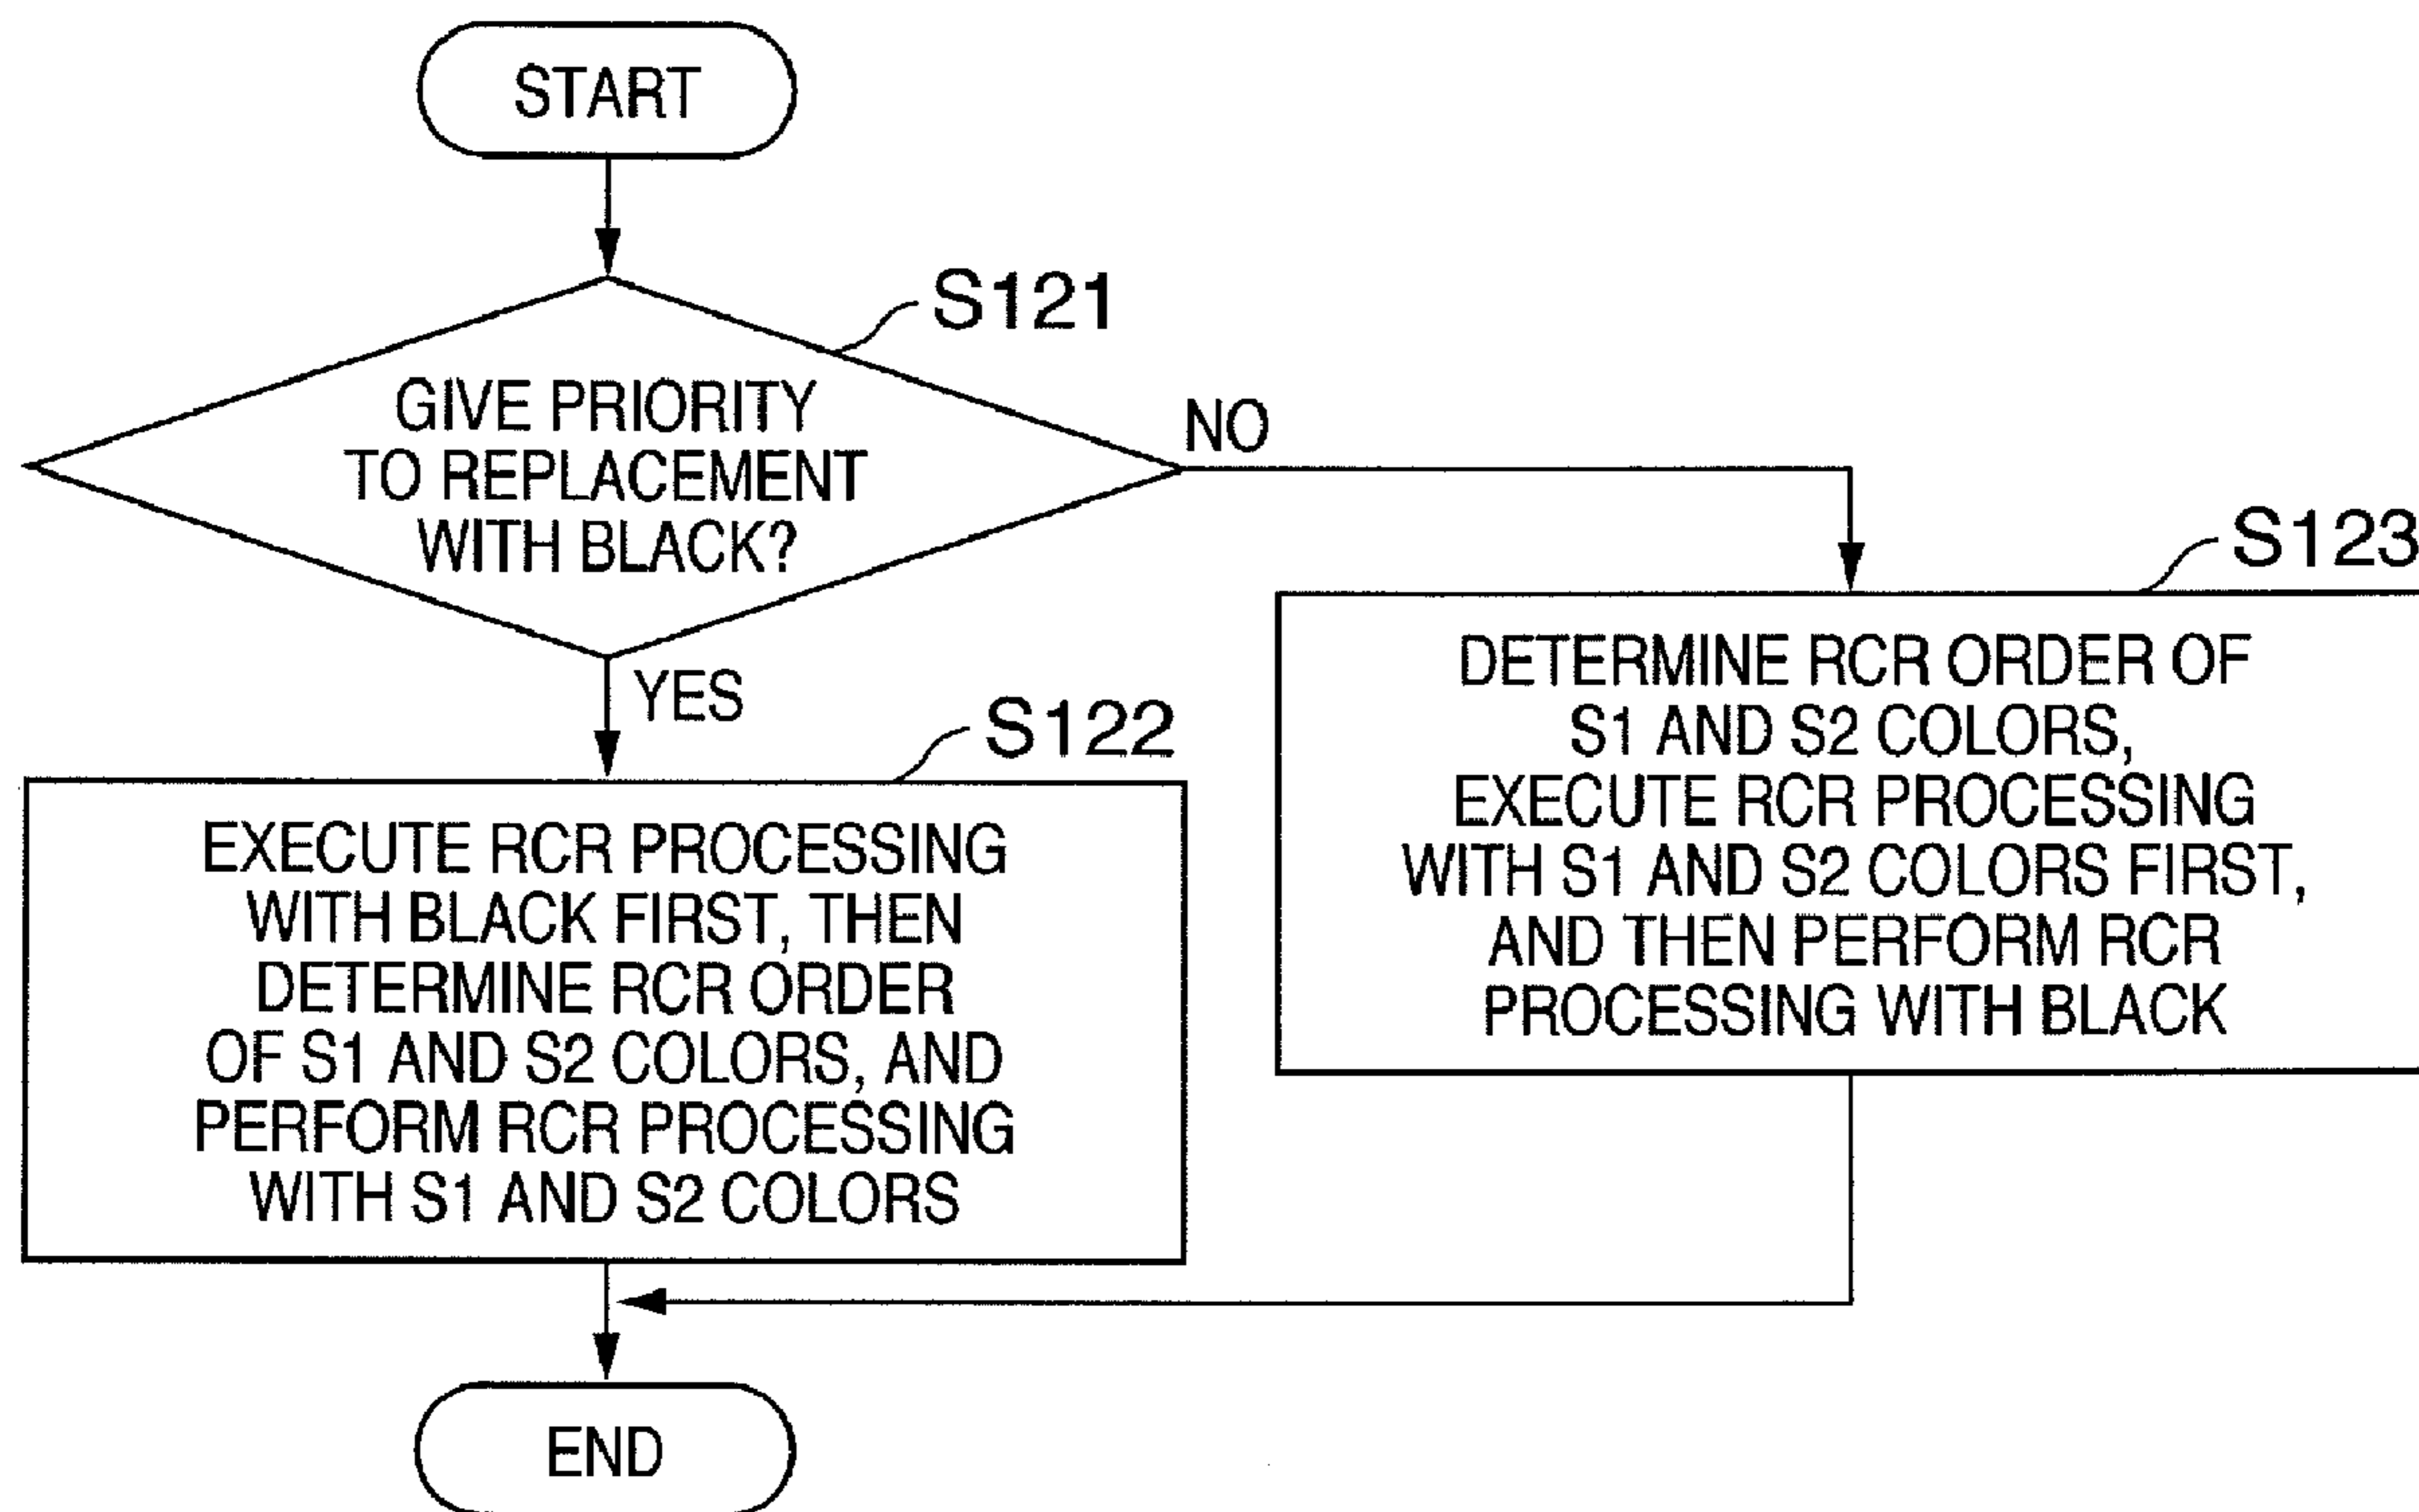 START
S121
GIVE PRIORITY
TO REPLACEMENT
WITH BLACK?
NO
YES
S122
EXECUTE RCR PROCESSING
WITH BLACK FIRST, THEN
DETERMINE RCR ORDER
OF S1 AND S2 COLORS, AND
PERFORM RCR PROCESSING
WITH S1 AND S2 COLORS
S123
DETERMINE RCR ORDER OF
S1 AND S2 COLORS,
EXECUTE RCR PROCESSING
WITH S1 AND S2 COLORS FIRST,
AND THEN PERFORM RCR
PROCESSING WITH BLACK
END